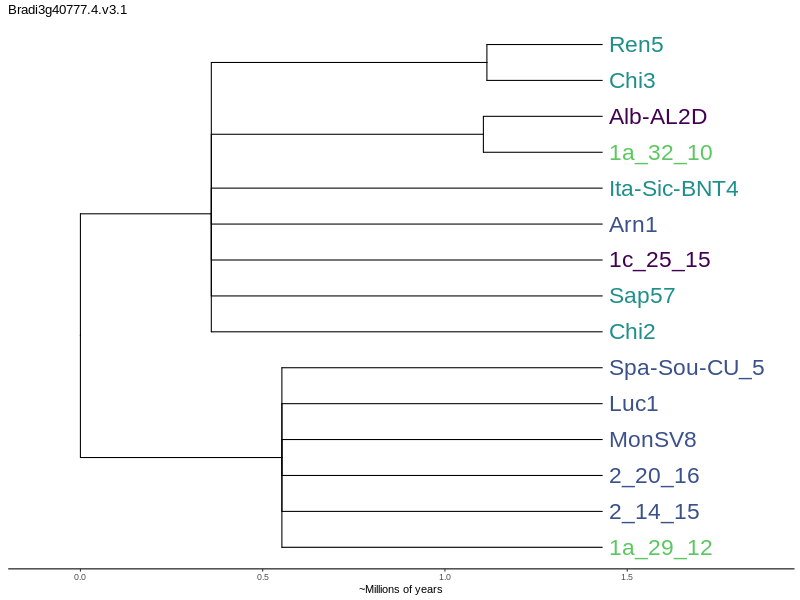 Bradi3g40777.4.v3.1
Ren5
Chi3
Alb-AL2D
1a_32_10
Ita-Sic-BNT4
Arn1
1c_25_15
Sap57
Chi2
Spa-Sou-CU_5
Luc1
MonSV8
2_20_16
2_14_15
1a_29_12
0.0 0.5 1.0 1.5
~Millions of years